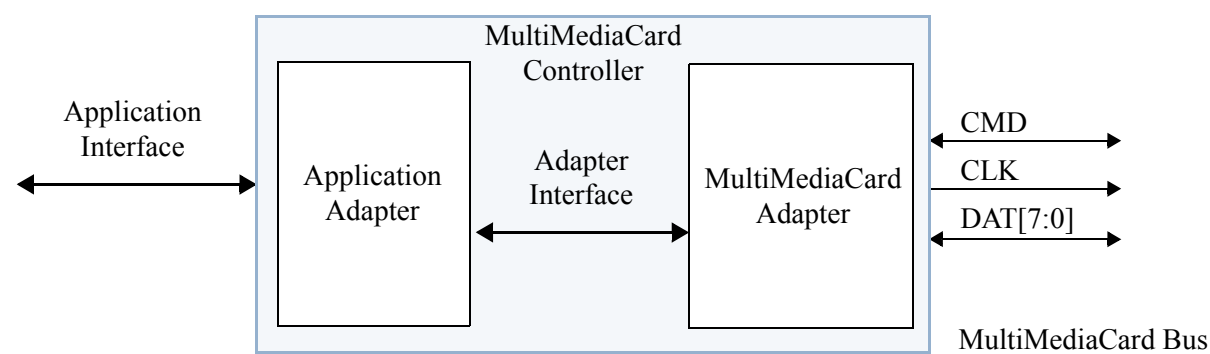 MultiMediaCard
Controller
Application
Interface
Application
Adapter
Adapter
Interface
MultiMediaCard
Adapter
CMD
CLK
DAT[7:0]
MultiMediaCard Bus